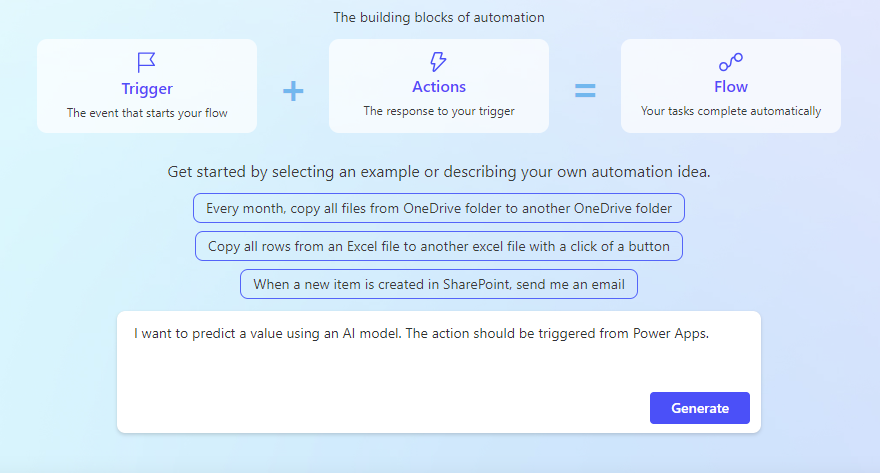 The building blocks of automation
Trigger
The event that starts your flow
+
Actions
The response to your trigger
=
Flow
Your tasks complete automatically
Get started by selecting an example or describing your own automation idea.
Every month, copy all files from OneDrive folder to another OneDrive folder
Copy all rows from an Excel file to another excel file with a click of a button
When a new item is created in SharePoint, send me an email
I want to predict a value using an AI model. The action should be triggered from Power Apps.
Generate